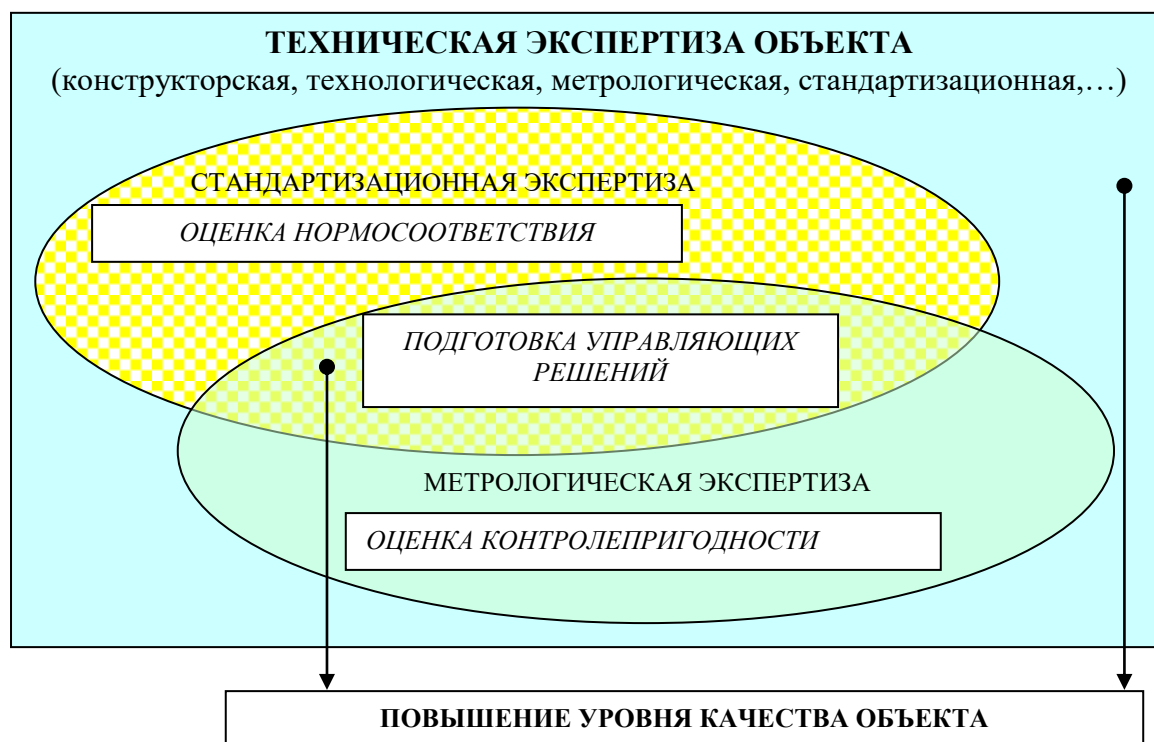 ТЕХНИЧЕСКАЯ ЭКСПЕРТИЗА ОБЪЕКТА
(конструкторская, технологическая, метрологическая, стандартизационная,…)
СТАНДАРТИЗАЦИОННАЯ ЭКСПЕРТИЗА
ОЦЕНКА НОРМОСООТВЕТСТВИЯ
ПОДГОТОВКА УПРАВЛЯЮЩИХ
РЕШЕНИЙ
МЕТРОЛОГИЧЕСКАЯ ЭКСПЕРТИЗА
ОЦЕНКА КОНТРОЛЕПРИГОДНОСТИ
ПОВЫШЕНИЕ УРОВНЯ КАЧЕСТВА ОБЪЕКТА